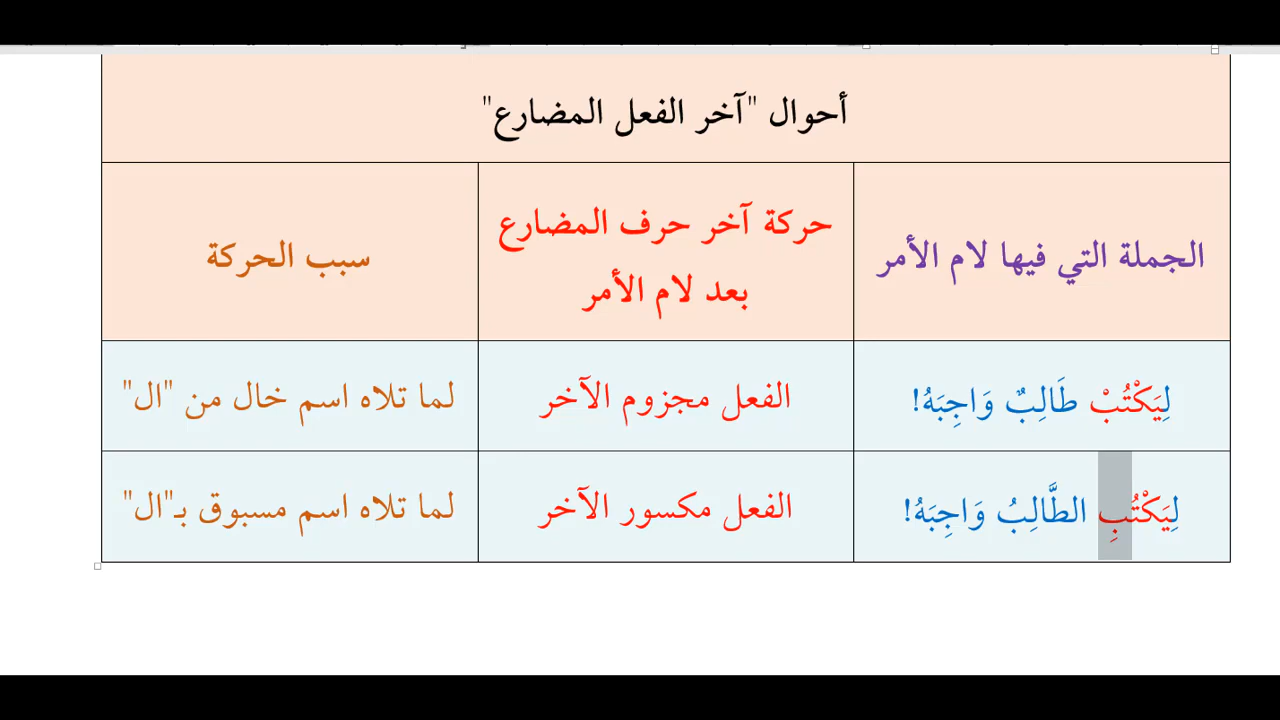 أحوال "آخر الفعل المضارع"
الجملة التي فيها لام الأمر
حركة آخر حرف المضارع
بعد لام الأمر
سبب الحركة
لِيَكْتُبْ طَالِبٌ وَاجِبَهُ!
الفعل مجزوم الآخر
لما تلاه اسم خال من "ال"
لِيَكْتُبِ الطَّالِبُ وَاجِبَهُ!
الفعل مكسور الآخر
لما تلاه اسم مسبوق بـ"ال"